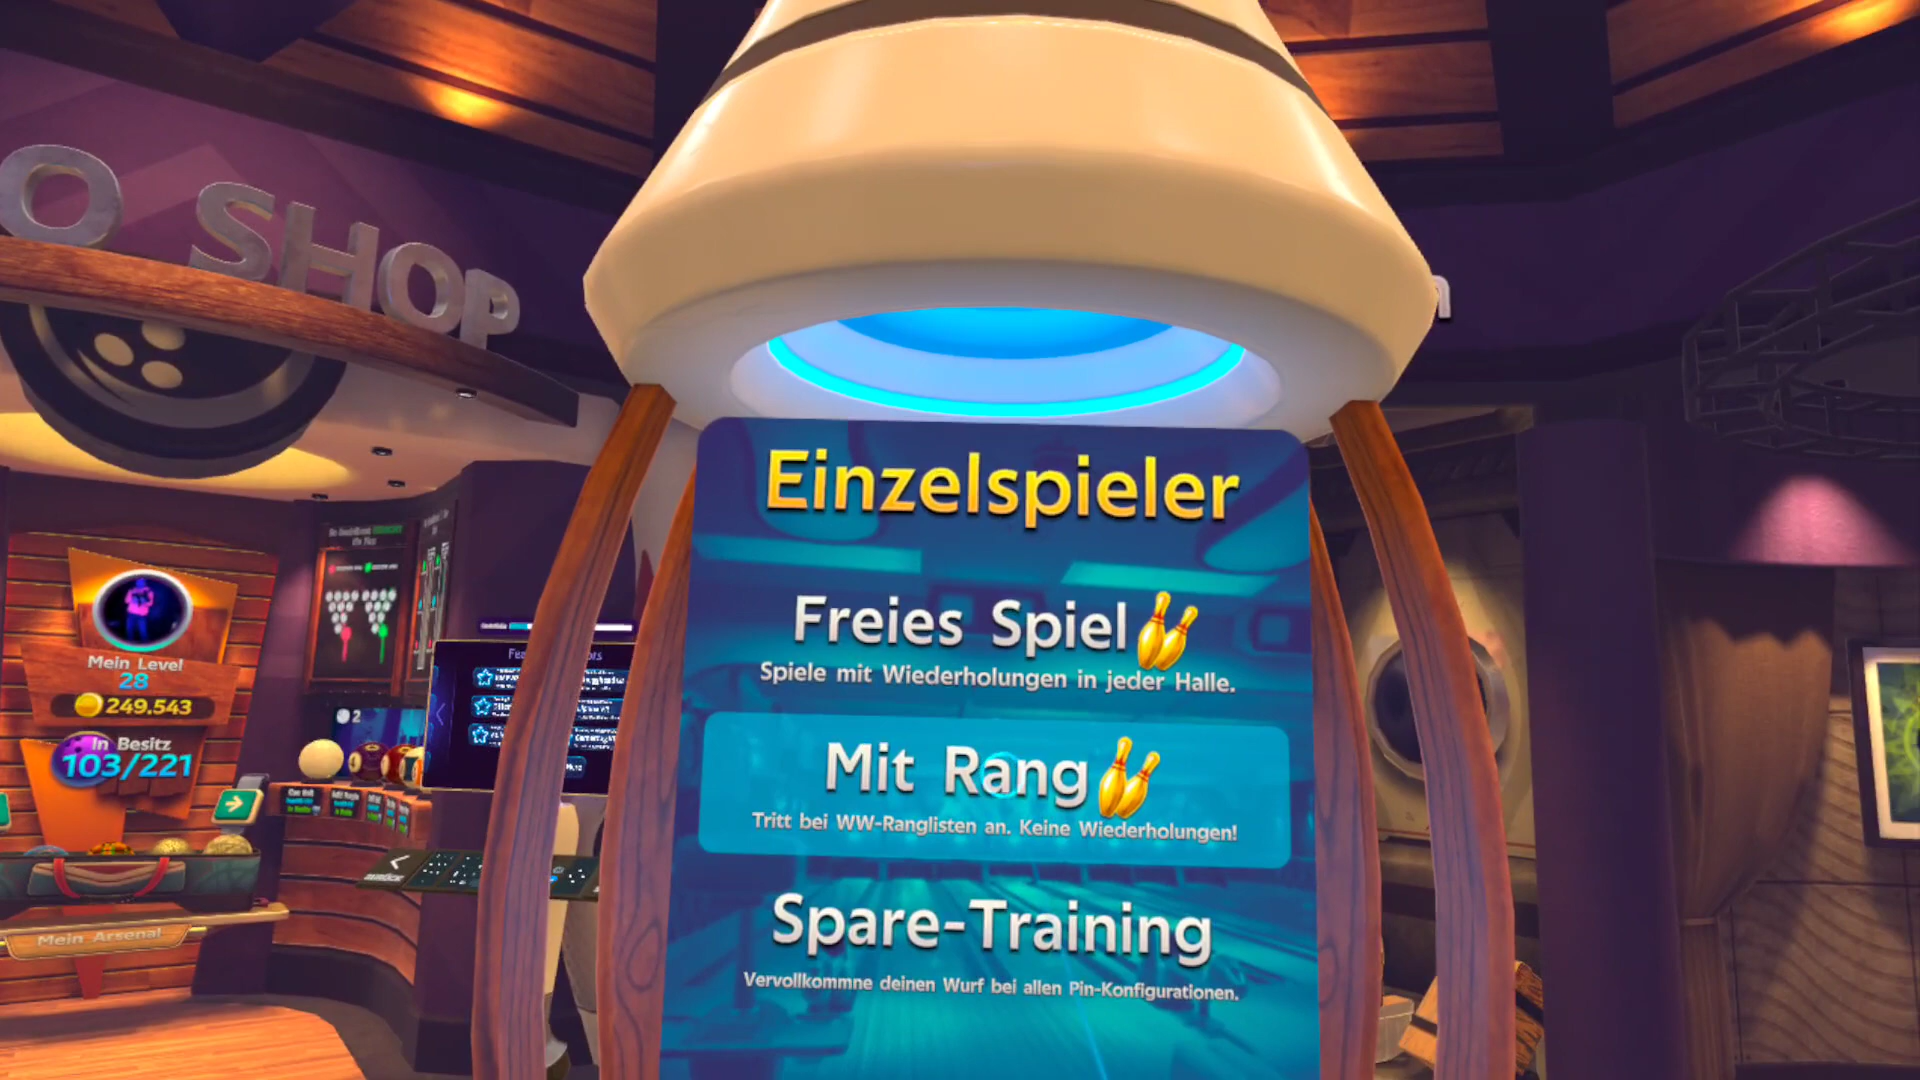 O SHOP
Einzelspieler
Freies Spiel
Spiele mit Wiederholungen in jeder Halle.
Mit Rang
Tritt bei WW-Ranglisten an. Keine Wiederholungen!
Spare-Training
Vervollkommne deinen Wurf bei allen Pin-Konfigurationen.
Mein Level
28
249.543
In Besitz
103/221
Mein Arsenal
2